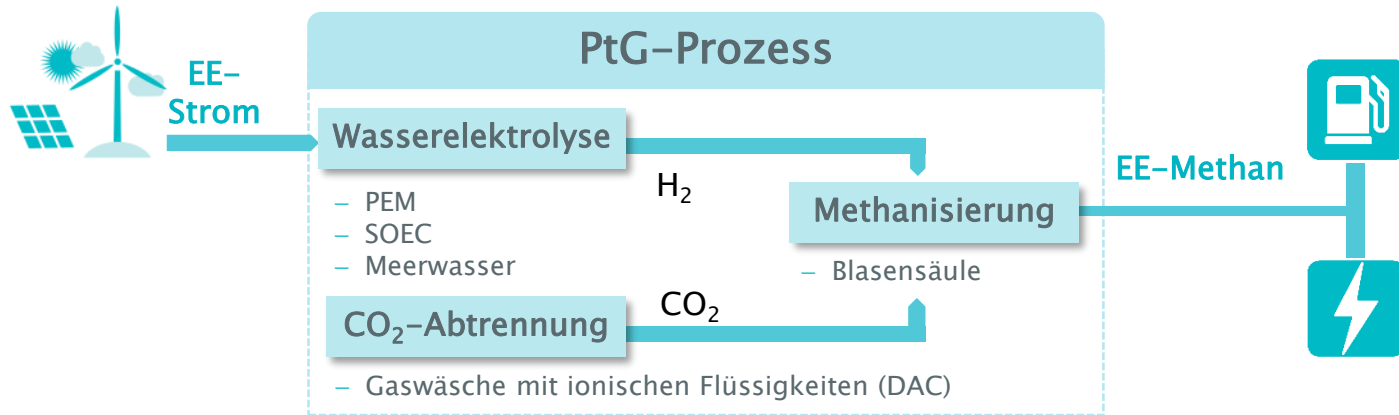 PtG-Prozess
EE-
Strom
Wasserelektrolyse
– PEM
– SOEC
– Meerwasser
H₂
CO₂-Abtrennung
CO₂
– Gaswäsche mit ionischen Flüssigkeiten (DAC)
Methanisierung
– Blasensäule
EE-Methan